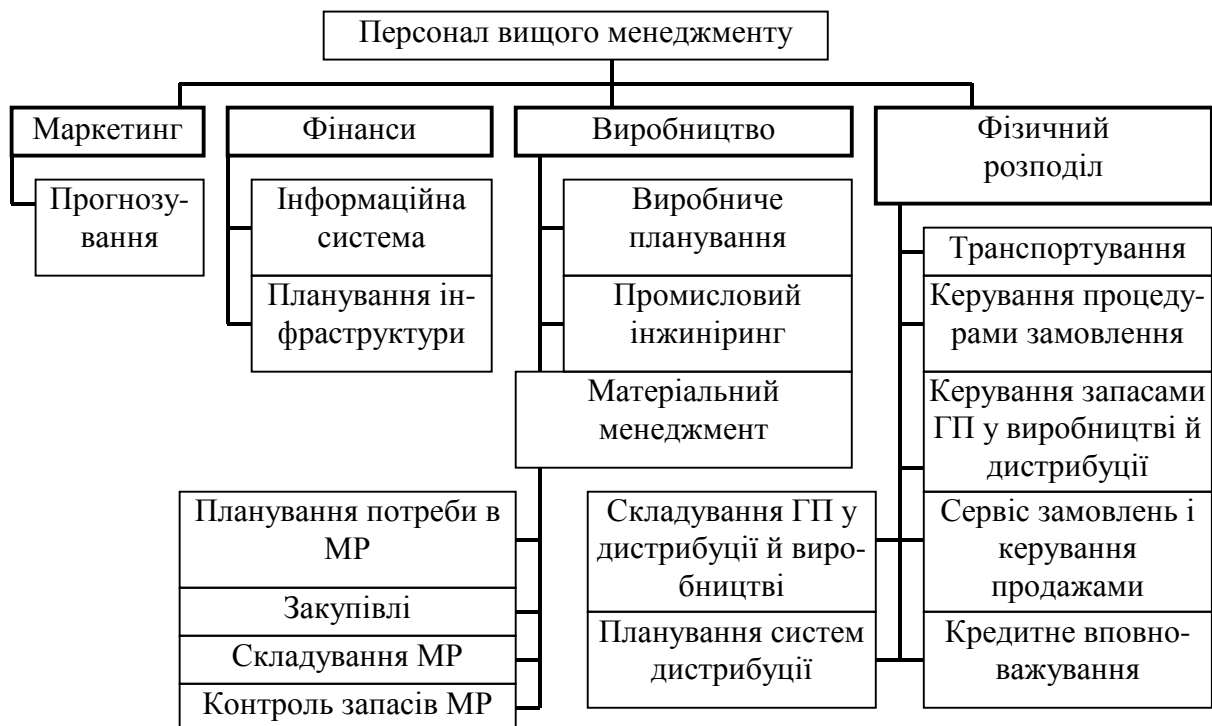 Персонал вищого менеджменту
Маркетинг
Фінанси
Виробництво
Фізичний
розподіл
Прогнозу-
вання
Інформаційна
система
Планування ін-
фраструктури
Виробниче
планування
Промисловий
інжиніринг
Матеріальний
менеджмент
Транспортування
Керування процеду-
рами замовлення
Керування запасами
ГП у виробництві й
дистрибуції
Планування потреби в
МР
Закупівлі
Складування МР
Контроль запасів МР
Складування ГП у
дистрибуції й виро-
бництві
Планування систем
дистрибуції
Сервіс замовлень і
керування
продажами
Кредитне вповно-
важування